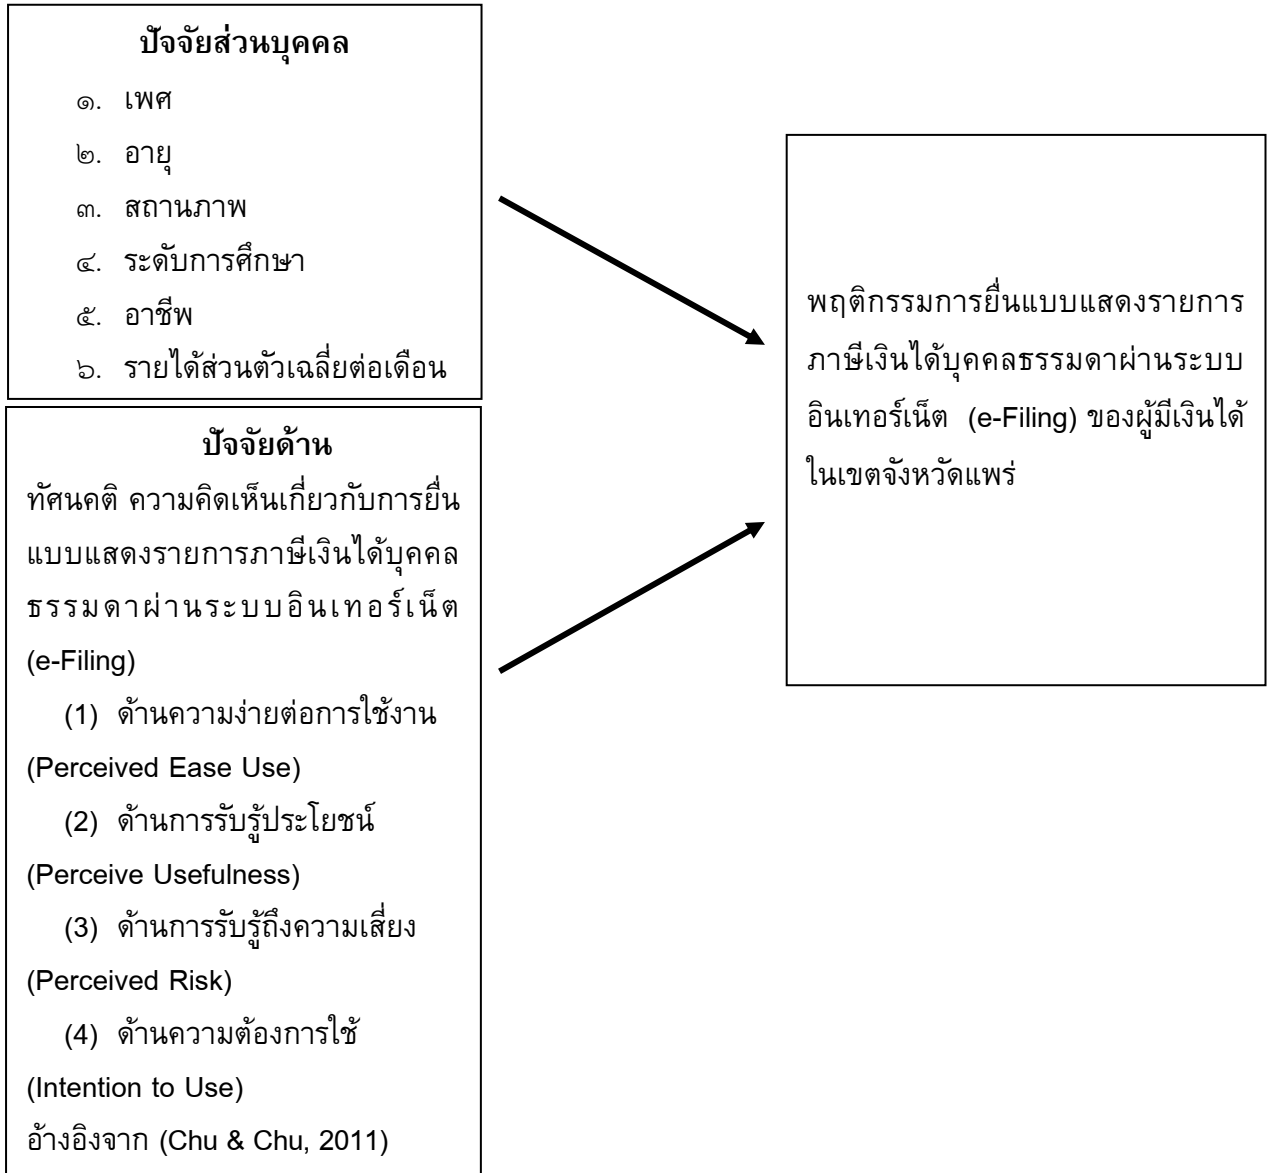 ปัจจัยส่วนบุคคล
๑. เพศ
๒. อายุ
๓. สถานภาพ
๔. ระดับการศึกษา
๕. อาชีพ
๖. รายได้ส่วนตัวเฉลี่ยต่อเดือน
ปัจจัยด้าน
ทัศนคติ ความคิดเห็นเกี่ยวกับการยื่น
แบบแสดงรายการภาษีเงินได้บุคคล
ธรรมดาผ่านระบบอินเทอร์เน็ต
(e-Filing)
(1) ด้านความง่ายต่อการใช้งาน
(Perceived Ease Use)
(2) ด้านการรับรู้ประโยชน์
(Perceive Usefulness)
(3) ด้านการรับรู้ถึงความเสี่ยง
(Perceived Risk)
(4) ด้านความต้องการใช้
(Intention to Use)
อ้างอิงจาก (Chu & Chu, 2011)
พฤติกรรมการยื่นแบบแสดงรายการ
ภาษีเงินได้บุคคลธรรมดาผ่านระบบ
อินเทอร์เน็ต (e-Filing) ของผู้มีเงินได้
ในเขตจังหวัดแพร่